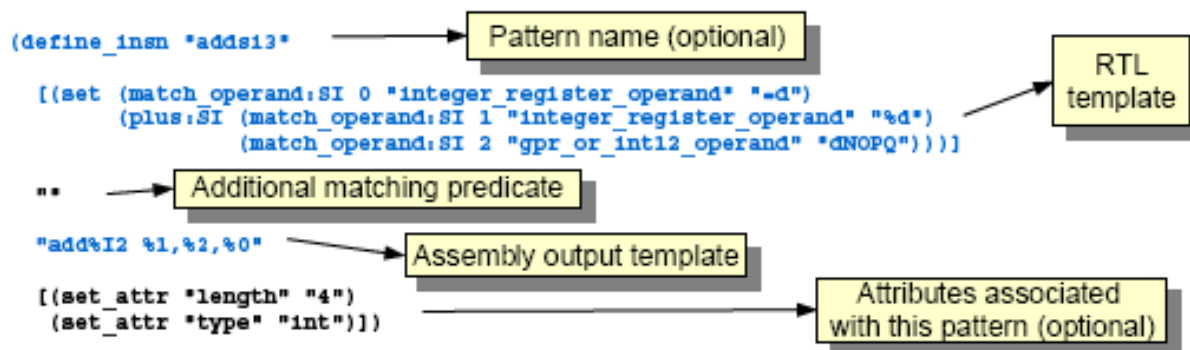 (define_insn "addsi3"
Pattern name (optional)
[(set (match_operand:SI 0 "integer_register_operand" "=d")
(plus:SI (match_operand:SI 1 "integer_register_operand" "%d")
(match_operand:SI 2 "gpr_or_int12_operand" "dNOPQ")))]
RTL
template
""
Additional matching predicate
"add%I2 %1,%2,%0"
Assembly output template
[(set_attr "length" "4")
(set_attr "type" "int")])
Attributes associated
with this pattern (optional)